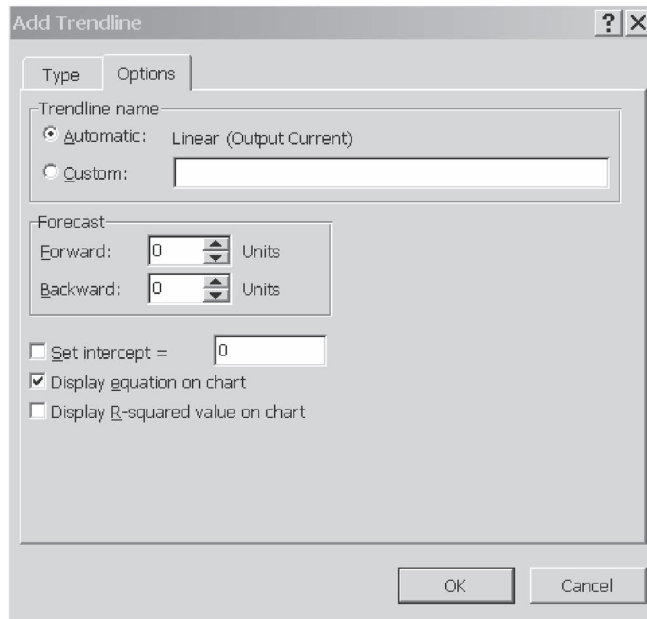 Add Trendline
Type Options
Trendline name
Automatic: Linear (Output Current)
Custom:
Forecast
Forward: 0 Units
Backward: 0 Units
Set intercept = 0
Display equation on chart
Display R-squared value on chart
OK Cancel